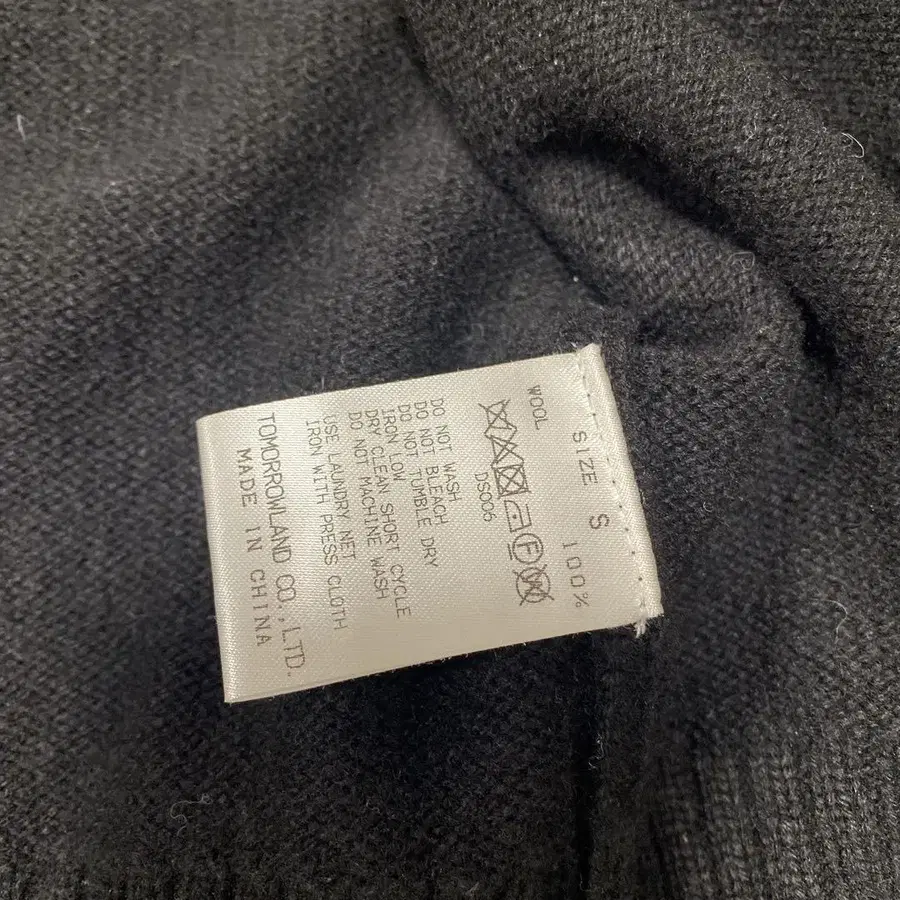 SIZE S
WOOL 100%
F W
DS006
DO NOT WASH
DO NOT BLEACH
DO NOT TUMBLE DRY
IRON LOW
DRY CLEAN SHORT CYCLE
DO NOT MACHINE WASH
USE LAUNDRY NET
IRON WITH PRESS CLOTH
TOMORROWLAND CO.,LTD.
MADE IN CHINA